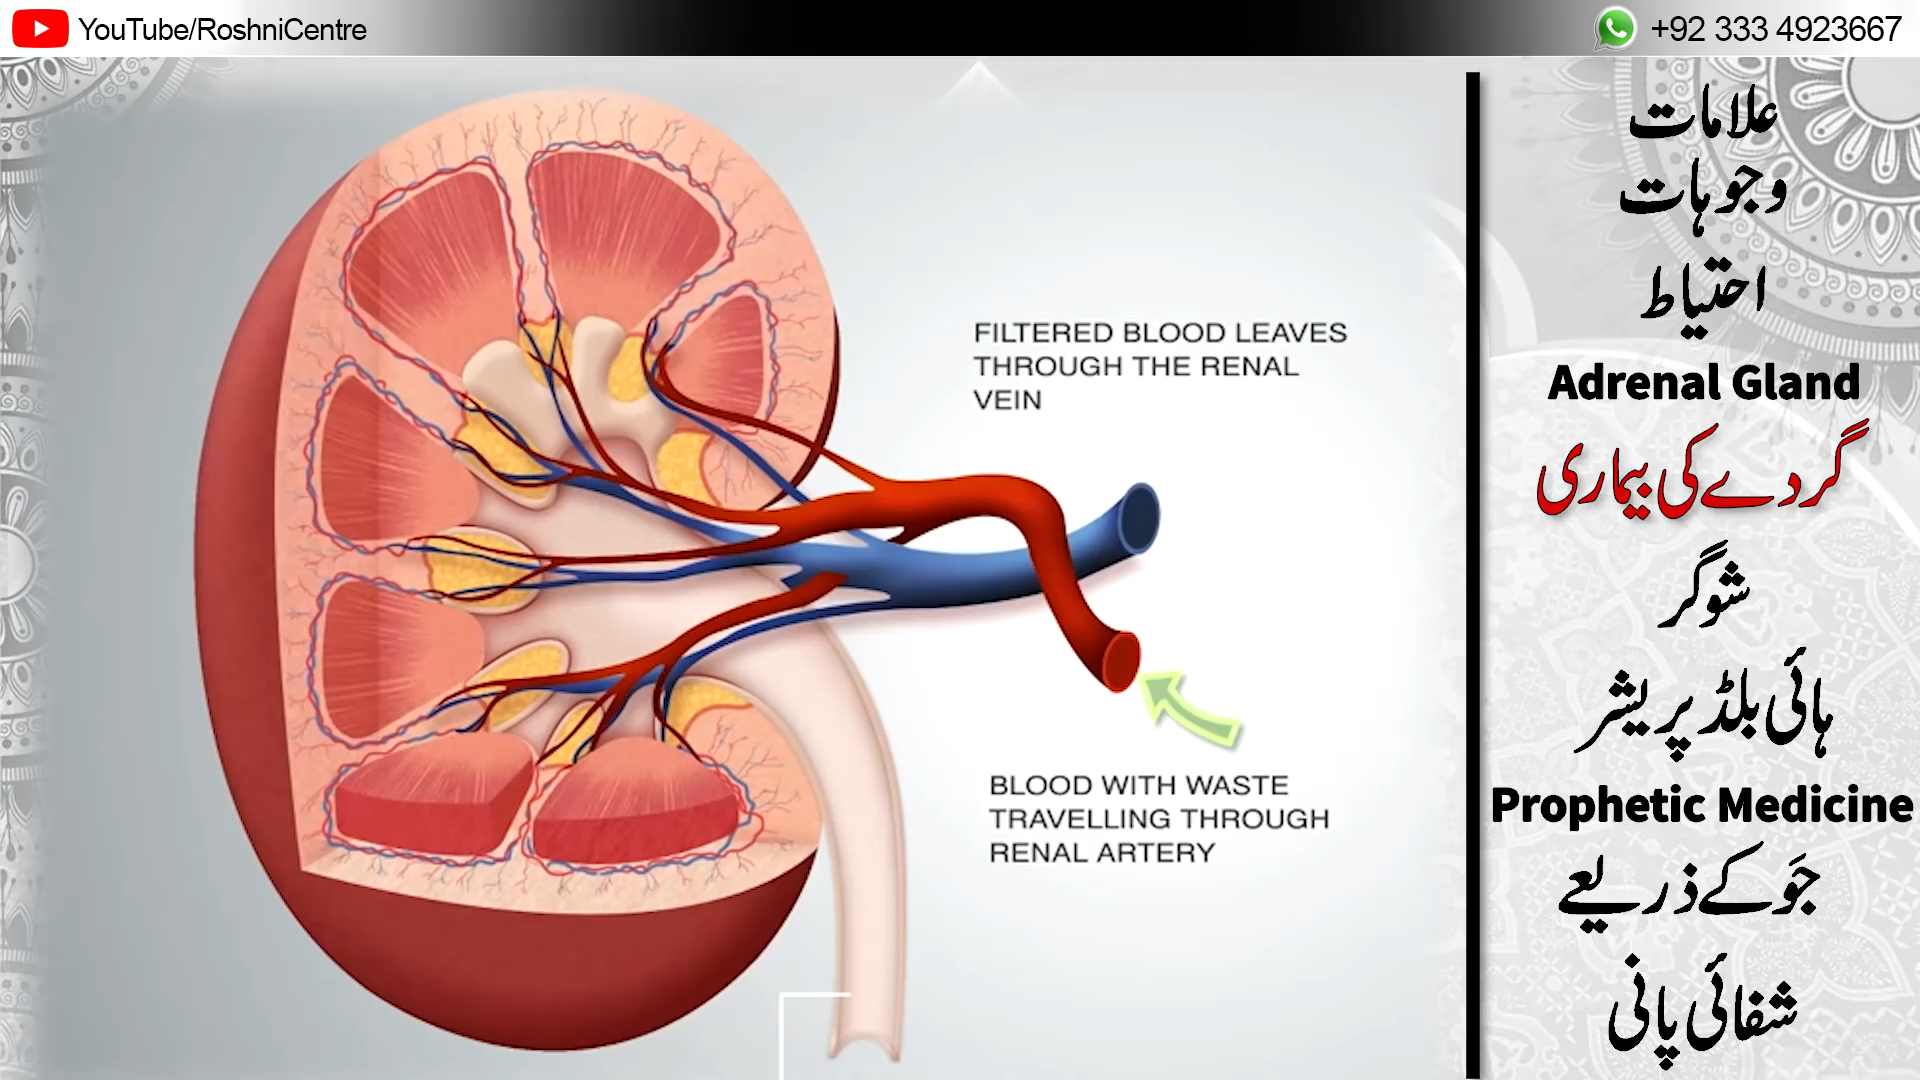 YouTube/RoshniCentre
+92 333 4923667
FILTERED BLOOD LEAVES
THROUGH THE RENAL
VEIN
BLOOD WITH WASTE
TRAVELLING THROUGH
RENAL ARTERY
علامات
وجوہات
احتیاط
Adrenal Gland
گردے کی بیماری
شوگر
ہائی بلڈ پریشر
Prophetic Medicine
جَو کے ذریعے
شفائی پانی